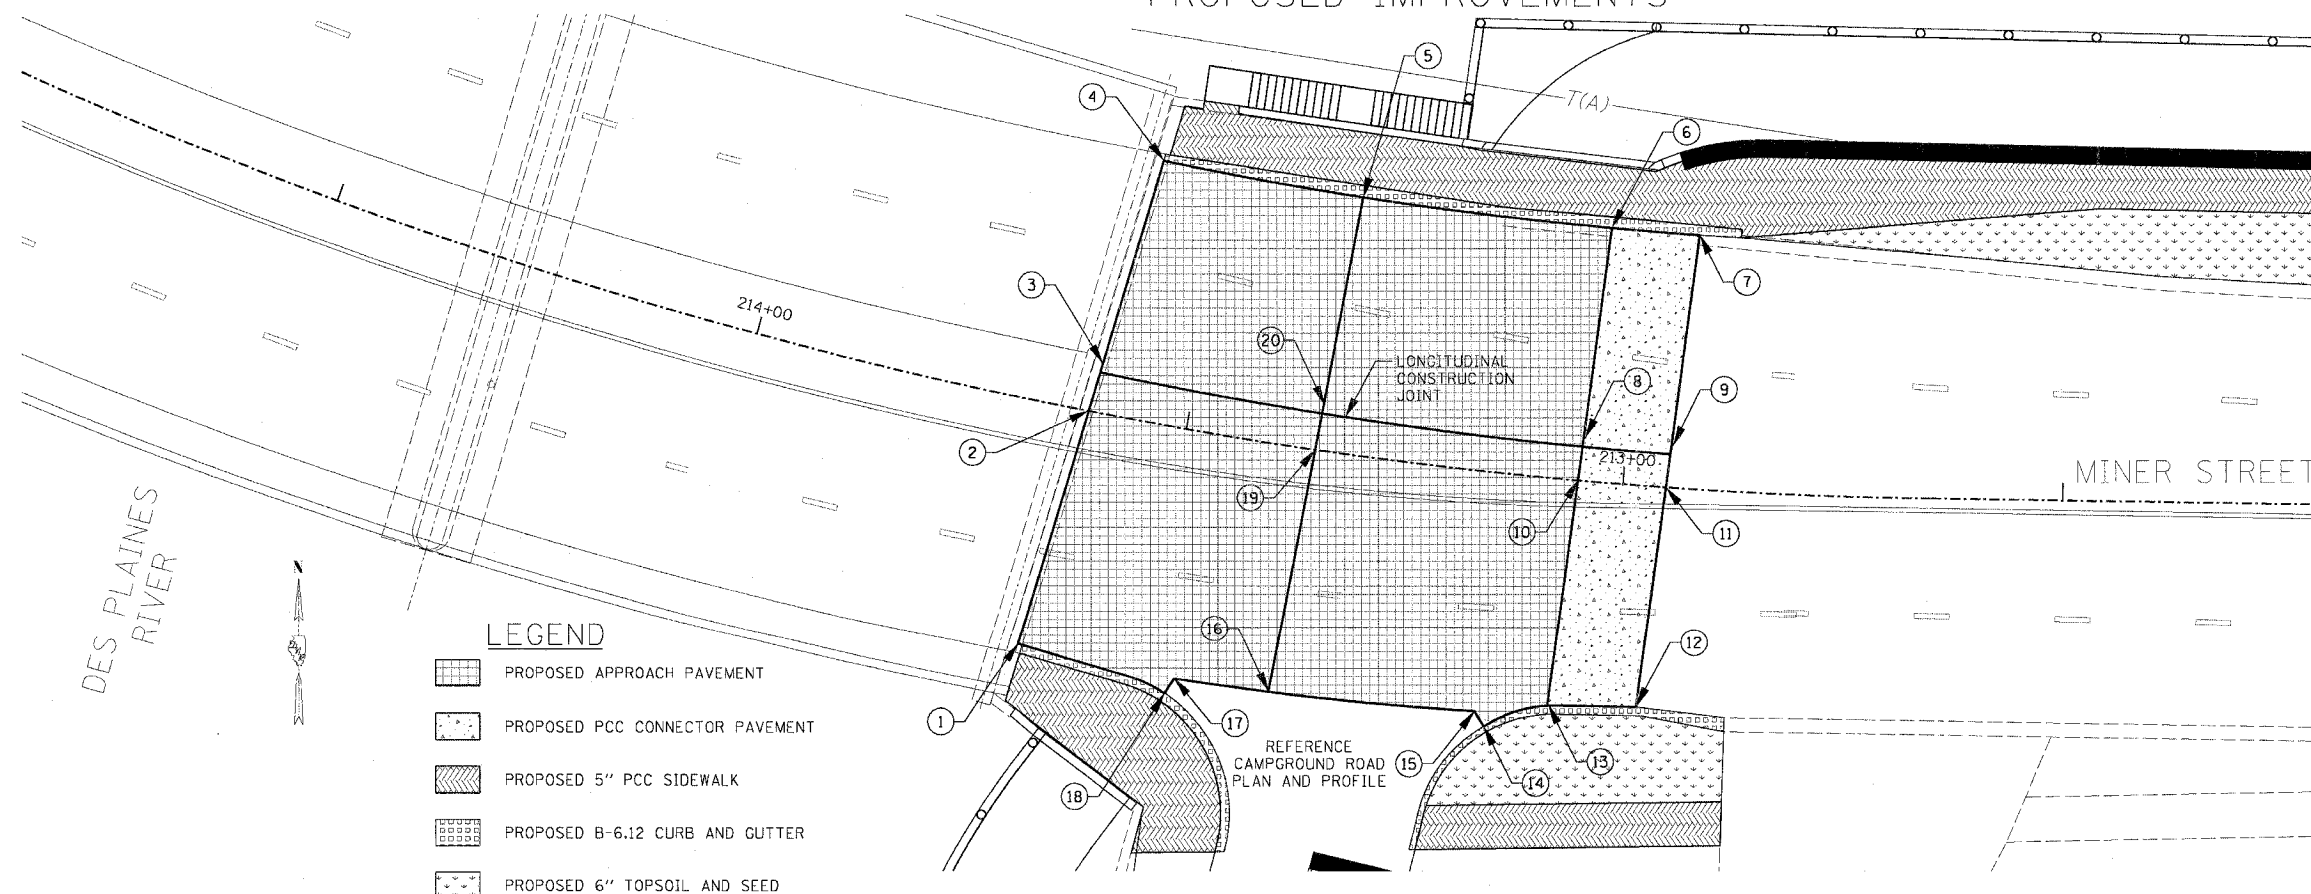 PROPOSED IMPROVEMENTS
5
4
T(A)
6
3
7
214+00
20
LONGITUDINAL
CONSTRUCTION
JOINT
8
9
2
213+00
MINER STREET
19
10
11
DES PLAINES
RIVER
N
LEGEND
16
12
PROPOSED APPROACH PAVEMENT
1
17
PROPOSED PCC CONNECTOR PAVEMENT
REFERENCE
CAMPGROUND ROAD
PLAN AND PROFILE
15
13
14
18
PROPOSED 5" PCC SIDEWALK
PROPOSED B-6.12 CURB AND GUTTER
PROPOSED 6" TOPSOIL AND SEED